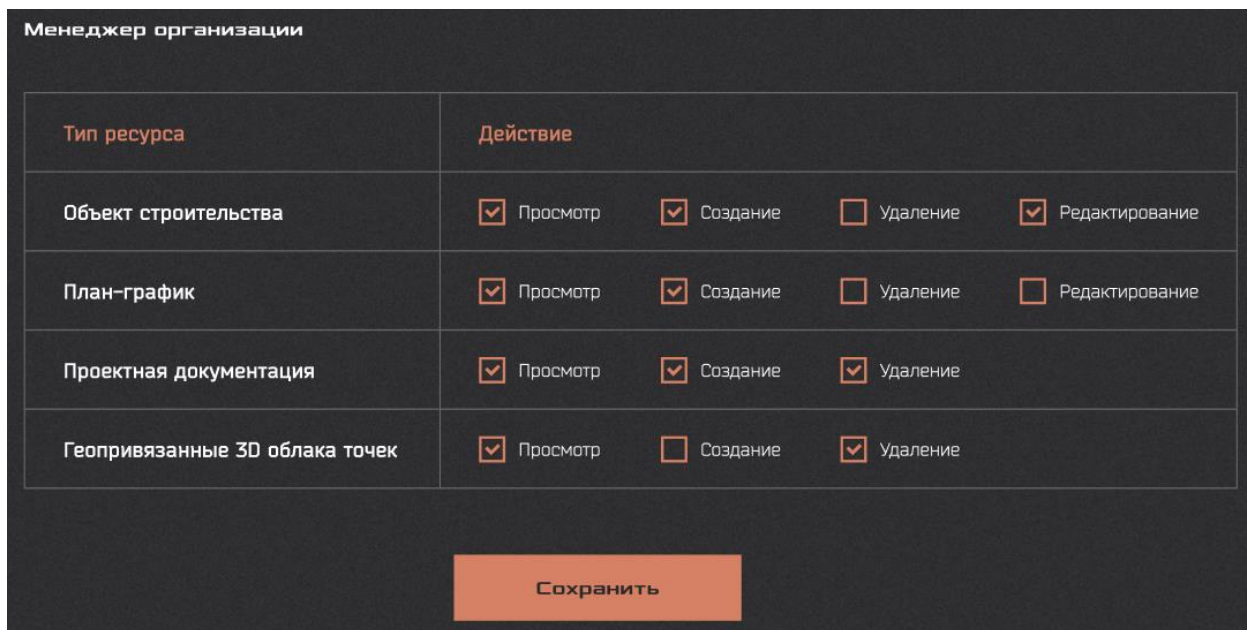 Менеджер организации
Тип ресурса Действие
Объект строительства Просмотр Создание Удаление Редактирование
План-график Просмотр Создание Удаление Редактирование
Проектная документация Просмотр Создание Удаление
Геопривязанные 3D облака точек Просмотр Создание Удаление
Сохранить